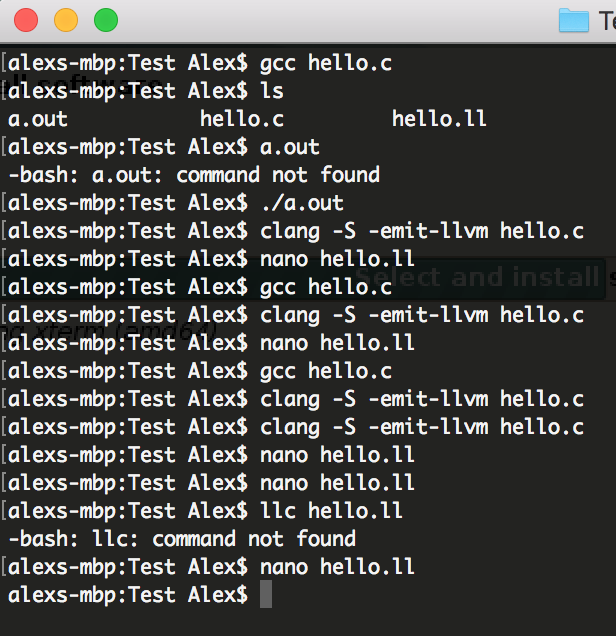 Te
[alexs-mbp:Test Alex$ gcc hello.c
[alexs-mbp:Test Alex$ ls
a.out hello.c hello.ll
[alexs-mbp:Test Alex$ a.out
-bash: a.out: command not found
[alexs-mbp:Test Alex$ ./a.out
[alexs-mbp:Test Alex$ clang -S -emit-llvm hello.c
[alexs-mbp:Test Alex$ nano hello.ll
Select and install s
[alexs-mbp:Test Alex$ gcc hello.c
[alexs-mbp:Test Alex$ clang -S -emit-llvm hello.c
xterm (amd64)
[alexs-mbp:Test Alex$ nano hello.ll
[alexs-mbp:Test Alex$ gcc hello.c
[alexs-mbp:Test Alex$ clang -S -emit-llvm hello.c
[alexs-mbp:Test Alex$ clang -S -emit-llvm hello.c
[alexs-mbp:Test Alex$ nano hello.ll
[alexs-mbp:Test Alex$ nano hello.ll
[alexs-mbp:Test Alex$ llc hello.ll
-bash: llc: command not found
[alexs-mbp:Test Alex$ nano hello.ll
alexs-mbp:Test Alex$